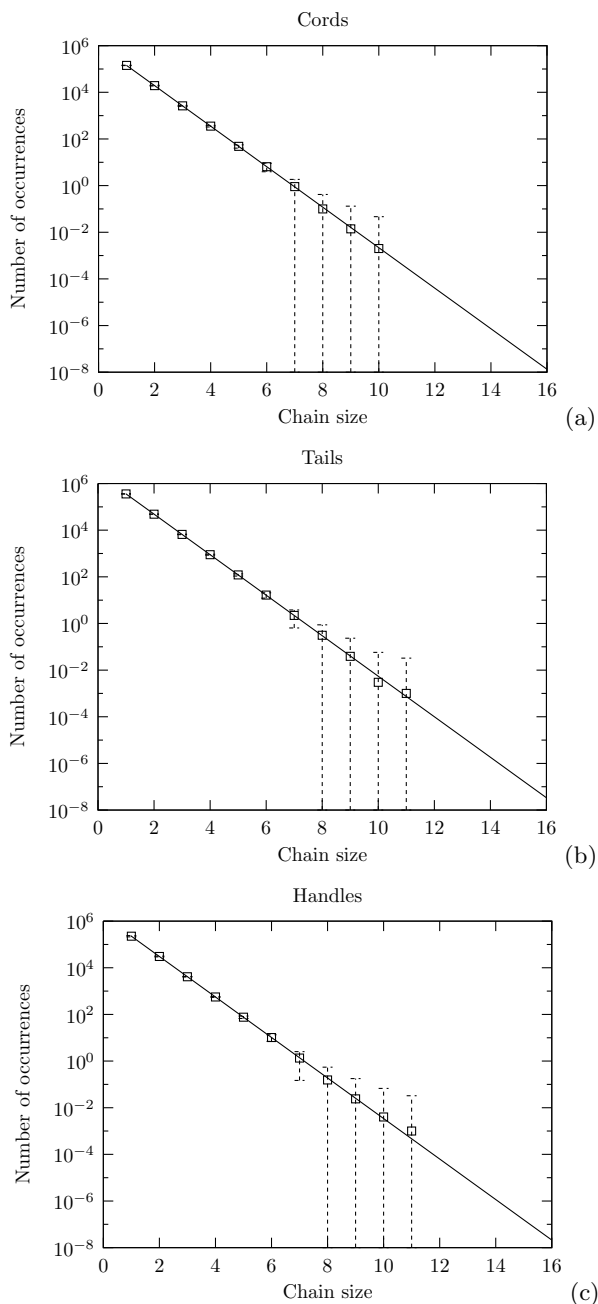 Cords
10^6
10^4
10^2
10^0
10^-2
10^-4
10^-6
10^-8
Number of occurrences
0 2 4 6 8 10 12 14 16
Chain size
(a)
Tails
10^6
10^4
10^2
10^0
10^-2
10^-4
10^-6
10^-8
Number of occurrences
0 2 4 6 8 10 12 14 16
Chain size
(b)
Handles
10^6
10^4
10^2
10^0
10^-2
10^-4
10^-6
10^-8
Number of occurrences
0 2 4 6 8 10 12 14 16
Chain size
(c)